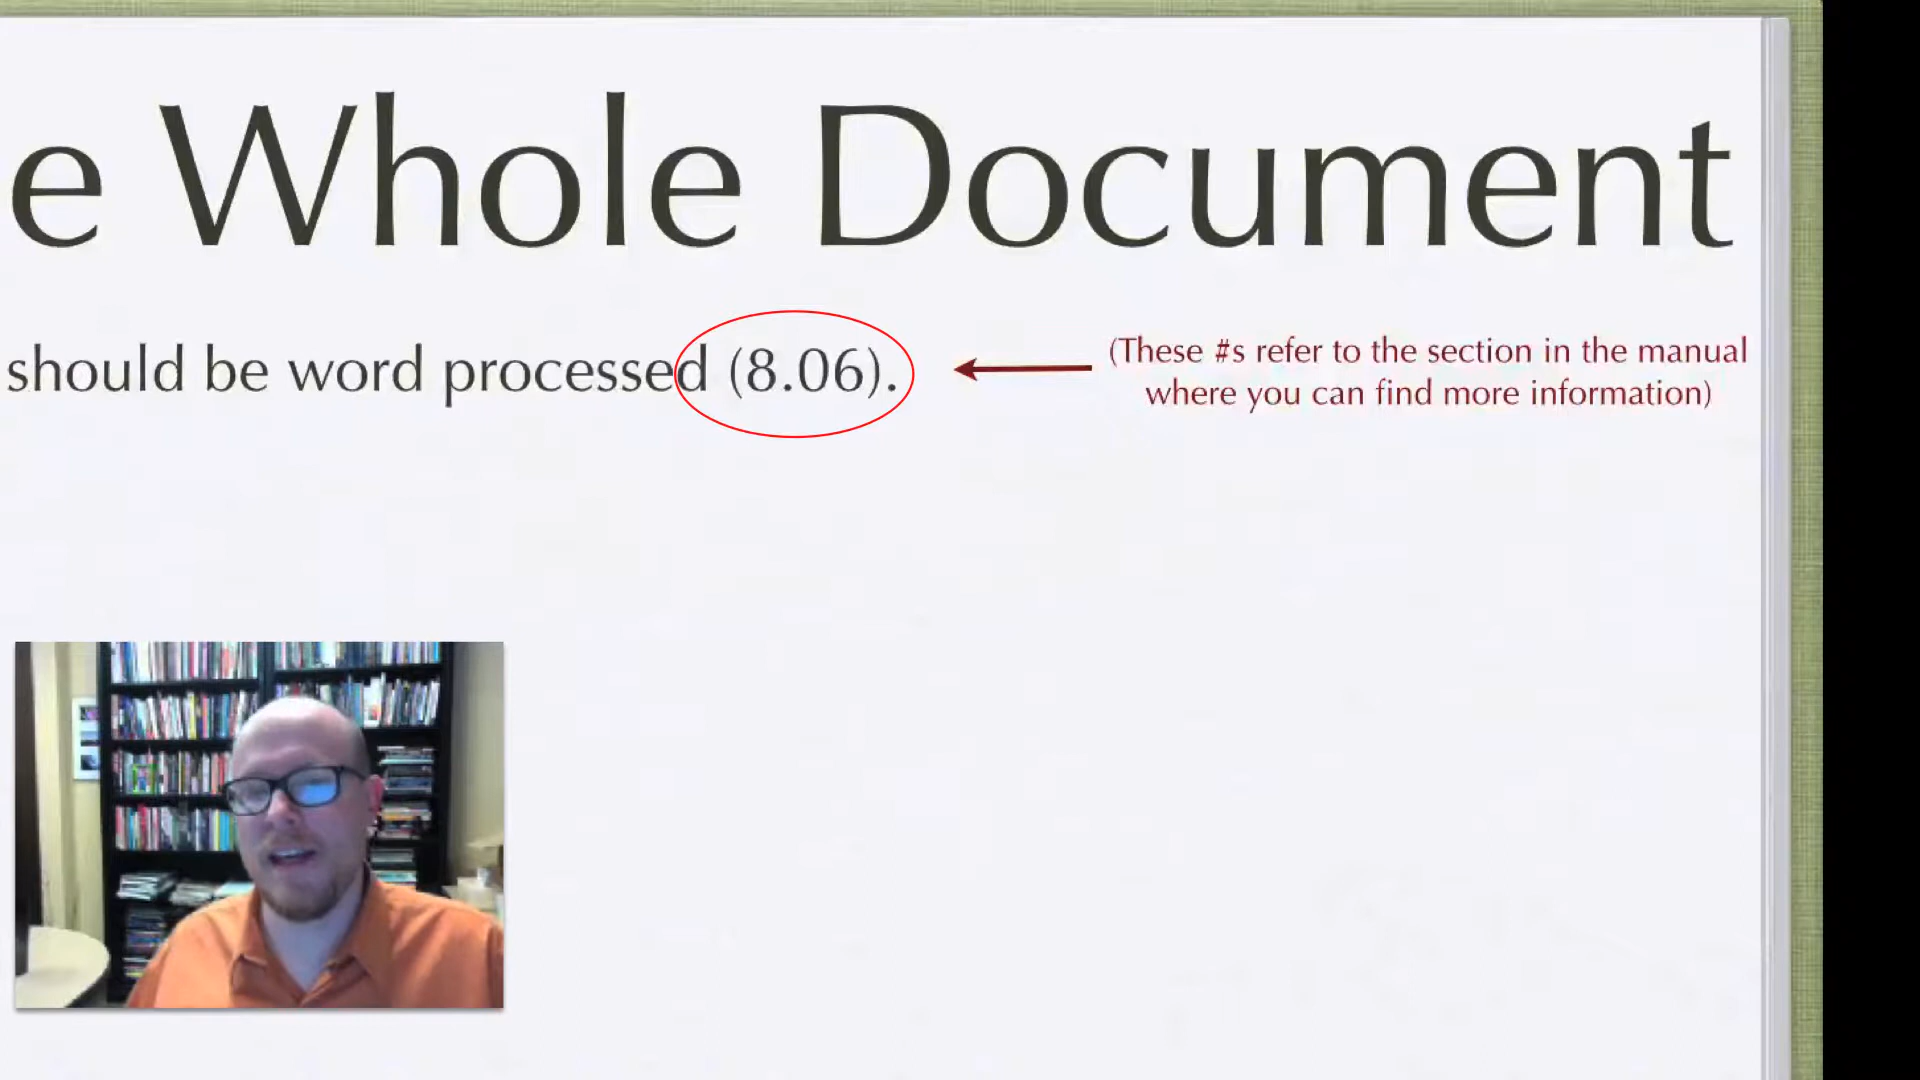 e Whole Document
should be word processed (8.06).
(These #s refer to the section in the manual
where you can find more information)